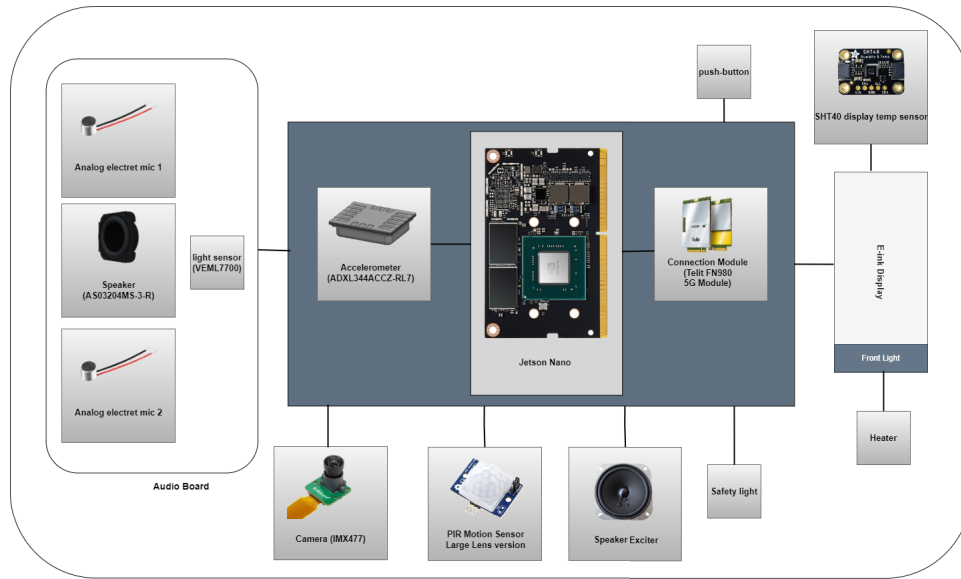 push-button
SHT40
SHT40 display temp sensor
Analog electret mic 1
light sensor
(VEML7700)
Speaker
(AS03204MS-3-R)
Accelerometer
(ADXL344ACCZ-RL7)
Connection Module
(Telit FN980
5G Module)
E-ink Display
Jetson Nano
Front Light
Analog electret mic 2
Heater
Audio Board
Camera (IMX477)
PIR Motion Sensor
Large Lens version
Speaker Exciter
Safety light